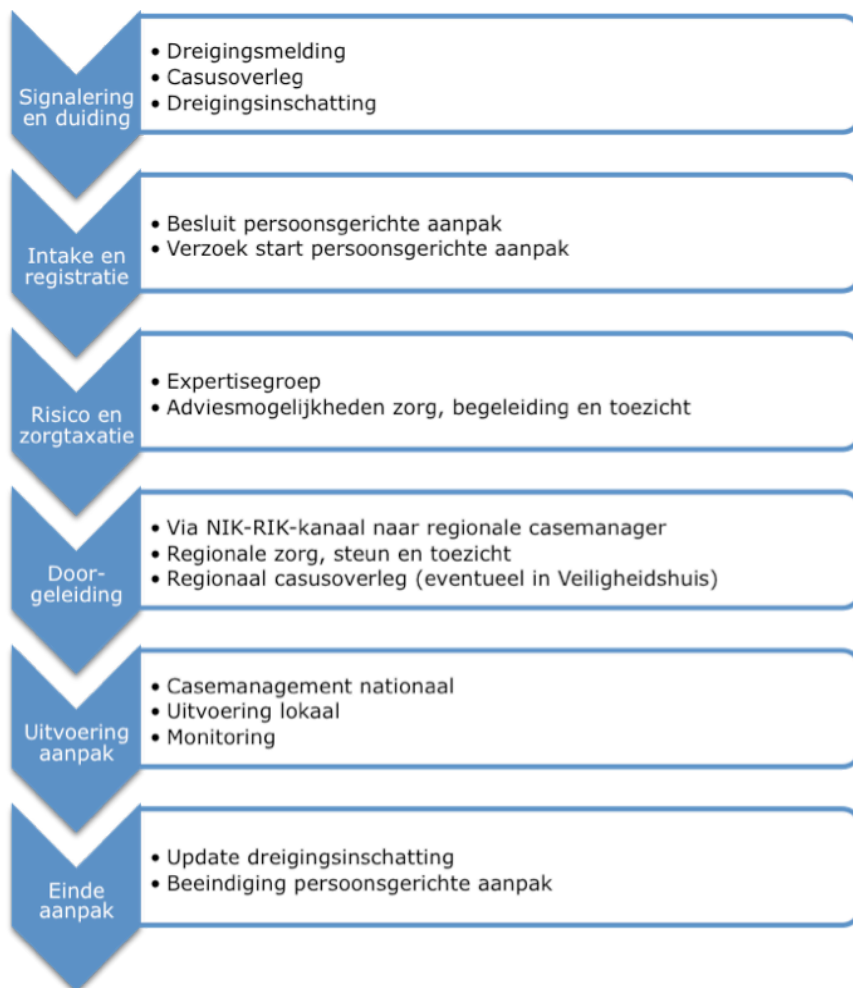 Signalering
en duiding
• Dreigingsmelding
• Casusoverleg
• Dreigingsinschatting
Intake en
registratie
• Besluit persoonsgerichte aanpak
• Verzoek start persoonsgerichte aanpak
Risico en
zorgtaxatie
• Expertisegroep
• Adviesmogelijkheden zorg, begeleiding en toezicht
Door-
geleiding
• Via NIK-RIK-kanaal naar regionale casemanager
• Regionale zorg, steun en toezicht
• Regionaal casusoverleg (eventueel in Veiligheidshuis)
Uitvoering
aanpak
• Casemanagement nationaal
• Uitvoering lokaal
• Monitoring
Einde
aanpak
• Update dreigingsinschatting
• Beeindiging persoonsgerichte aanpak